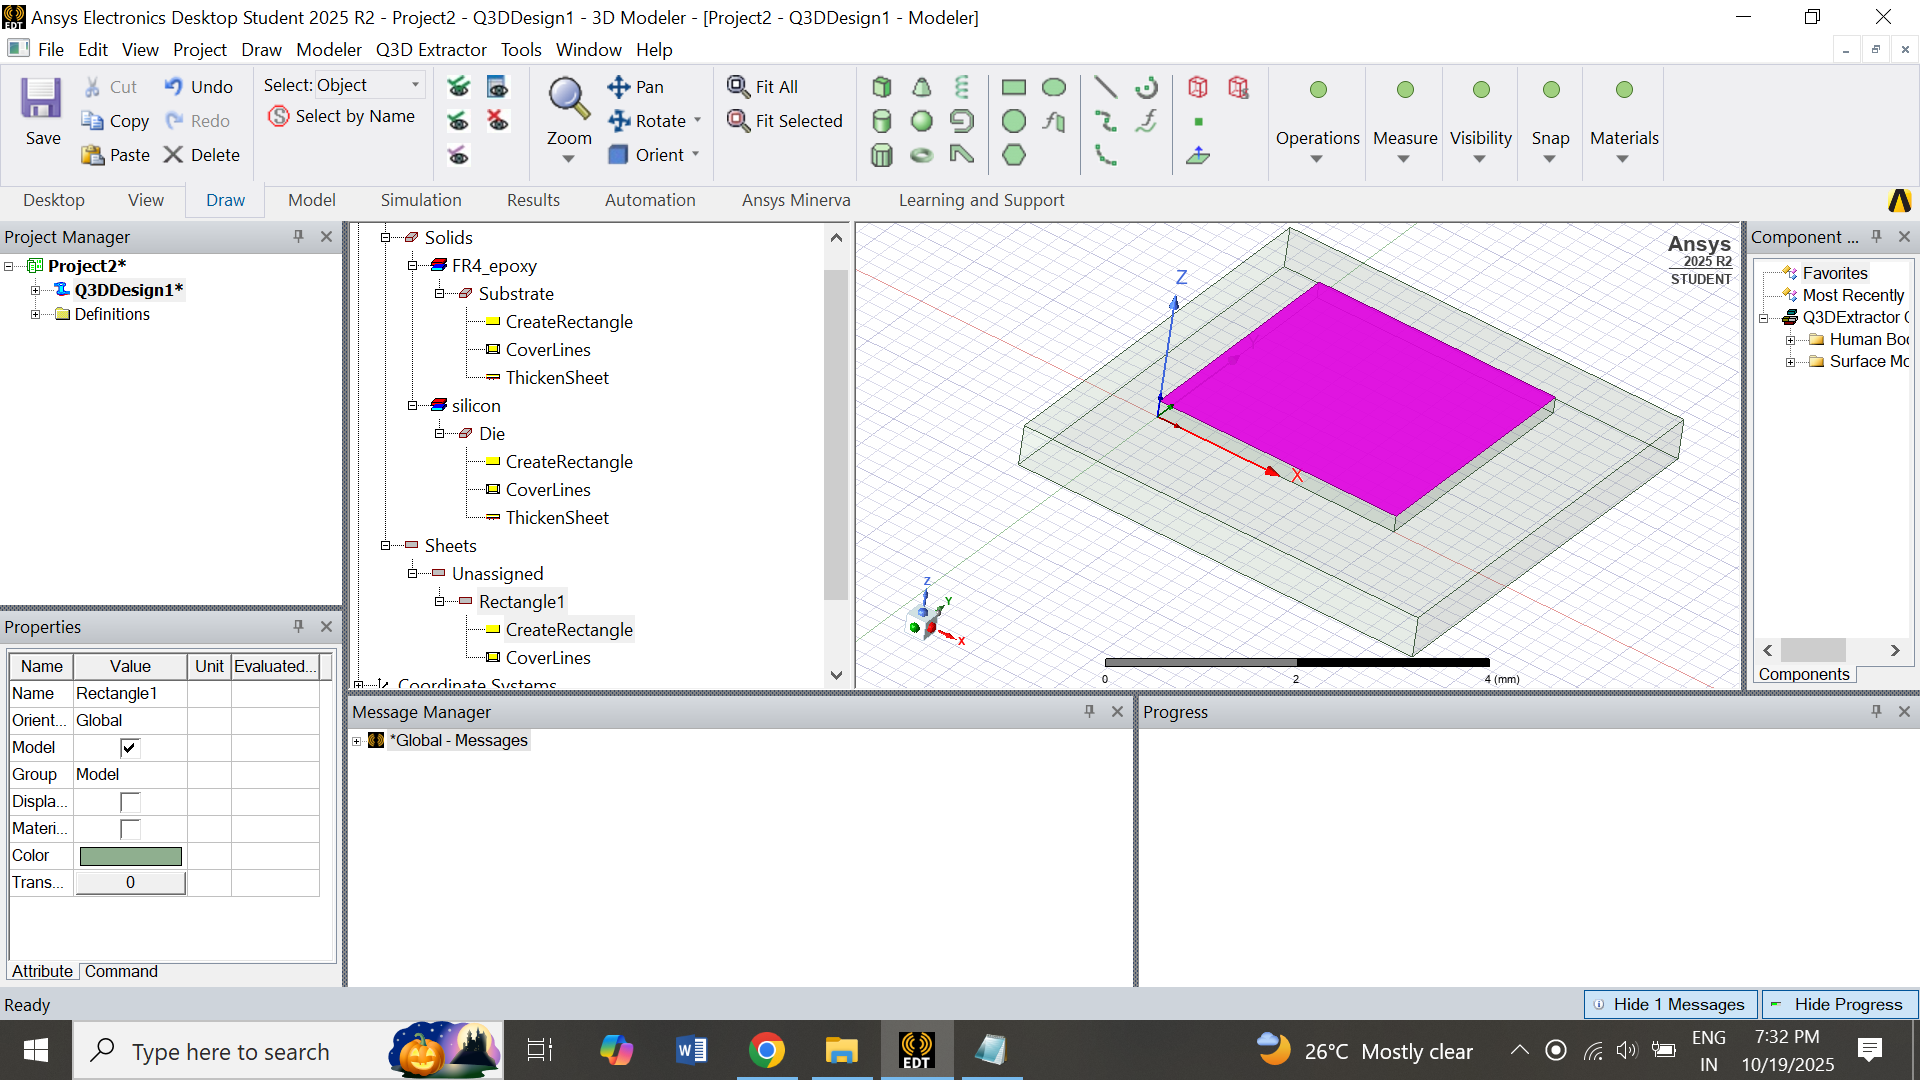 Ansys Electronics Desktop Student 2025 R2 - Project2 - Q3DDesign1 - 3D Modeler - [Project2 - Q3DDesign1 - Modeler]
File Edit View Project Draw Modeler Q3D Extractor Tools Window Help
Save
Cut
Copy
Paste
Undo
Redo
Delete
Select: Object
Select by Name
Zoom
Pan
Rotate
Orient
Fit All
Fit Selected
Operations
Measure
Visibility
Snap
Materials
Desktop View Draw Model Simulation Results Automation Ansys Minerva Learning and Support
Project Manager
Project2*
Q3DDesign1*
Definitions
Solids
FR4_epoxy
Substrate
CreateRectangle
CoverLines
ThickenSheet
silicon
Die
CreateRectangle
CoverLines
ThickenSheet
Sheets
Unassigned
Rectangle1
CreateRectangle
CoverLines
Coordinate Systems
Ansys
2025 R2
STUDENT
Z
X
Z
Y
X
0 2 4 (mm)
Component ...
Favorites
Most Recently
Q3DExtractor
Human Bo
Surface Mo
Components
Properties
Name Value Unit Evaluated...
Name Rectangle1
Orient... Global
Model
Group Model
Displa...
Materi...
Color
Trans... 0
Attribute Command
Message Manager
*Global - Messages
Progress
Ready
Hide 1 Messages
Hide Progress
Type here to search
EDT
26°C Mostly clear
ENG
IN
7:32 PM
10/19/2025